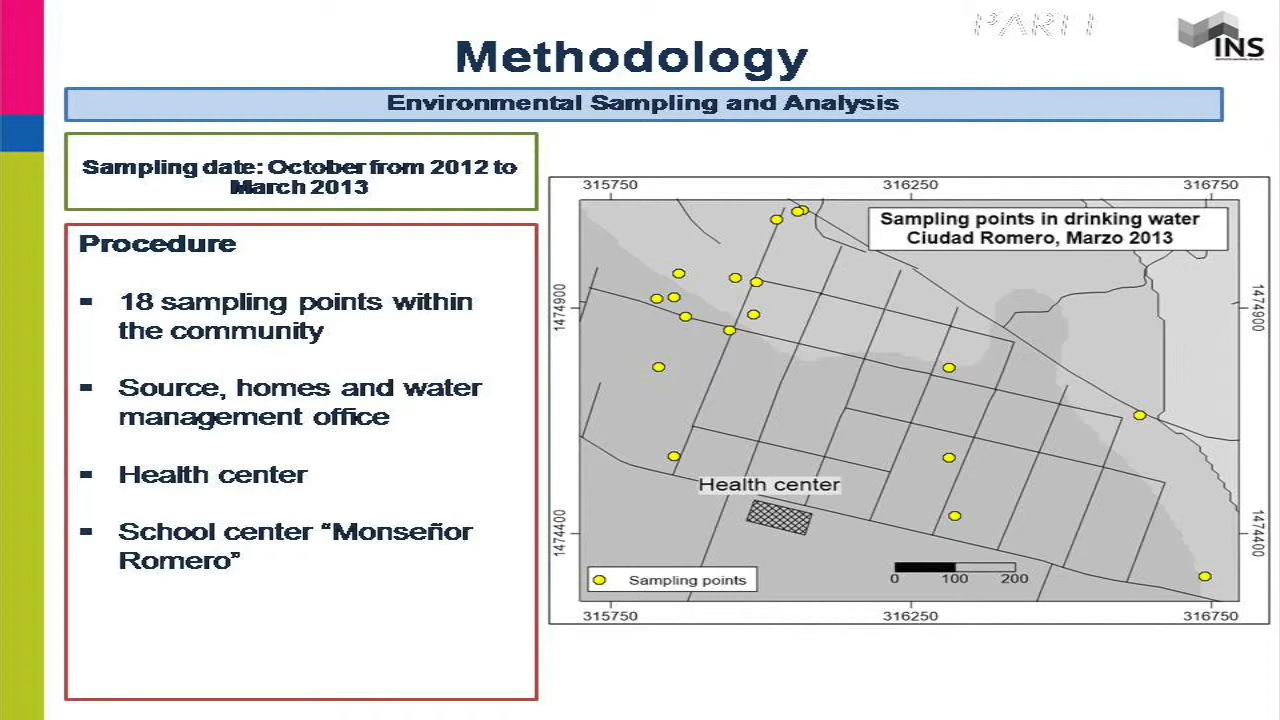 PART I
INS
Methodology
Environmental Sampling and Analysis
Sampling date: October from 2012 to
March 2013
Procedure
▪ 18 sampling points within
the community
▪ Source, homes and water
management office
▪ Health center
▪ School center “Monseñor
Romero”
315750 316250 316750
Sampling points in drinking water
Ciudad Romero, Marzo 2013
1474900 1474900
Health center
1474400 1474400
Sampling points
0 100 200
315750 316250 316750